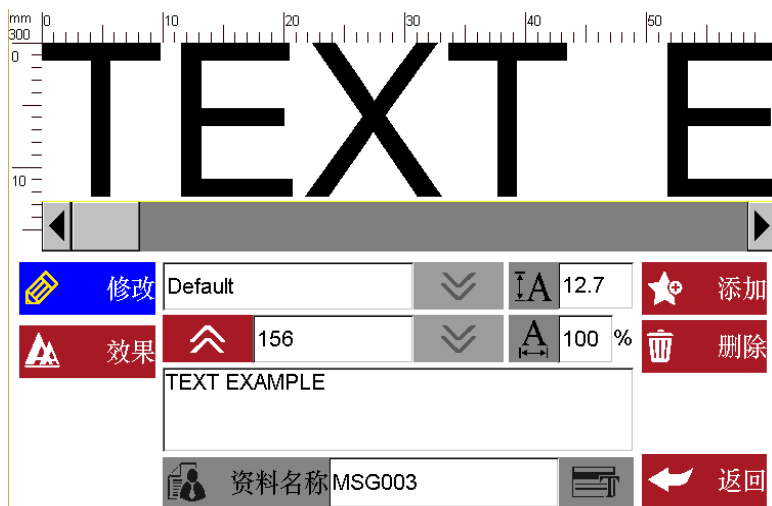 mm 0 10 20 30 40 50
300
0
TEXT E
10
修改 Default A 12.7 添加
效果 156 A 100 % 删除
TEXT EXAMPLE
资料名称 MSG003 T 返回